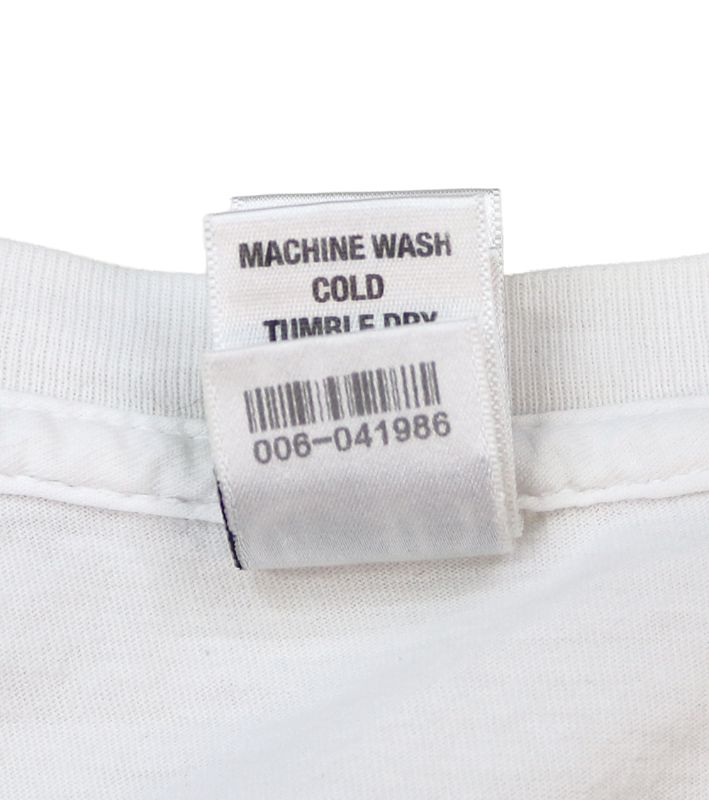 MACHINE WASH
COLD
TUMBLE DRY
006-041986